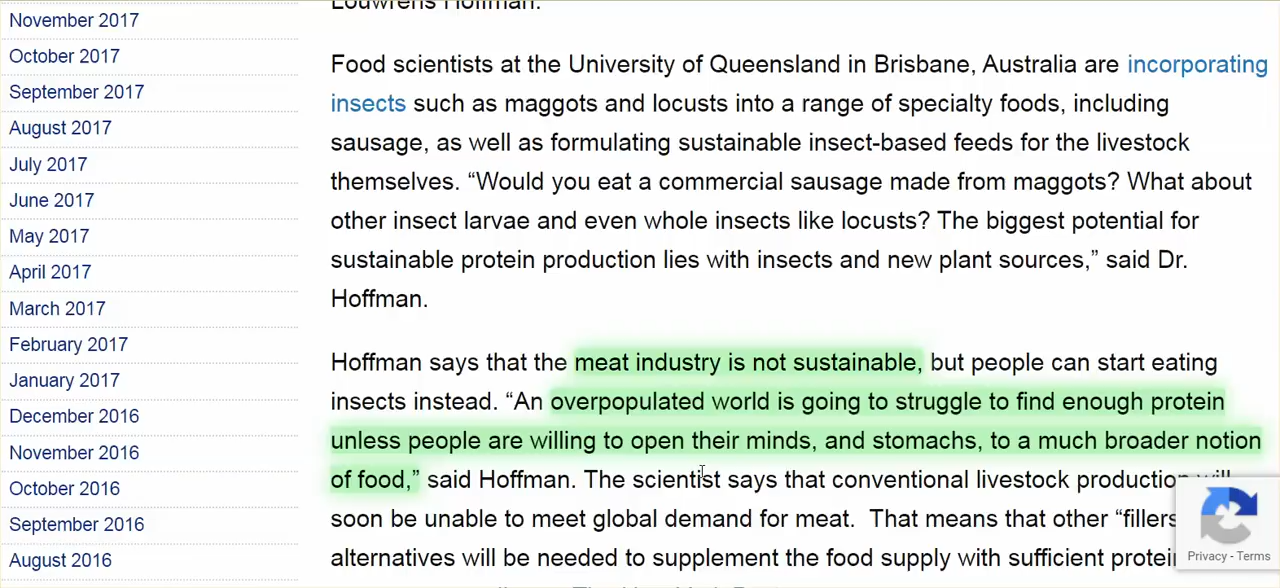 November 2017
October 2017
September 2017
August 2017
July 2017
June 2017
May 2017
April 2017
March 2017
February 2017
January 2017
December 2016
November 2016
October 2016
September 2016
August 2016
Louwrens Hoffman.
Food scientists at the University of Queensland in Brisbane, Australia are incorporating
insects such as maggots and locusts into a range of specialty foods, including
sausage, as well as formulating sustainable insect-based feeds for the livestock
themselves. “Would you eat a commercial sausage made from maggots? What about
other insect larvae and even whole insects like locusts? The biggest potential for
sustainable protein production lies with insects and new plant sources,” said Dr.
Hoffman.
Hoffman says that the meat industry is not sustainable, but people can start eating
insects instead. “An overpopulated world is going to struggle to find enough protein
unless people are willing to open their minds, and stomachs, to a much broader notion
of food,” said Hoffman. The scientist says that conventional livestock production will
soon be unable to meet global demand for meat. That means that other “fillers
alternatives will be needed to supplement the food supply with sufficient protei
Privacy - Terms